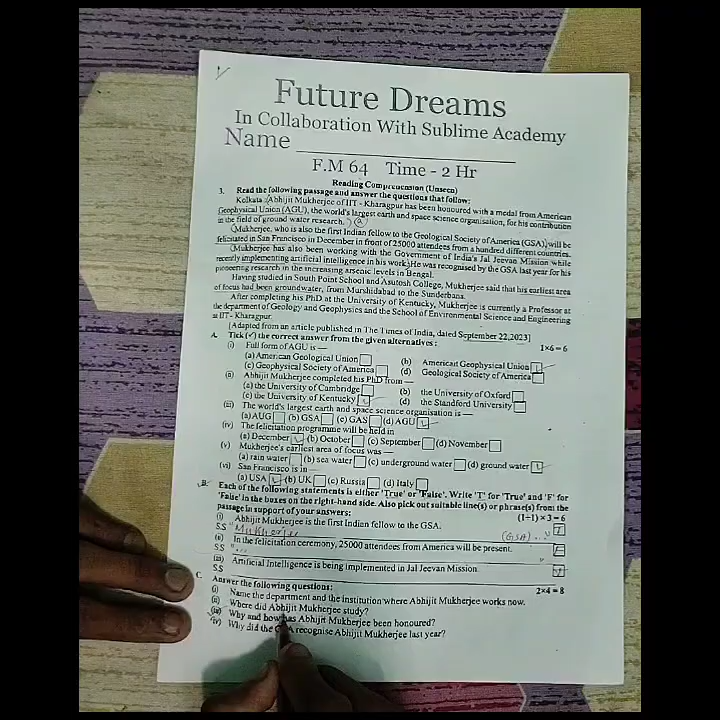 Future Dreams
In Collaboration With Sublime Academy
Name
F.M 64 Time - 2 Hr
Reading Comprehension (Unseen)
3. Read the following passage and answer the questions that follow:
Kolkata : Abhijit Mukherjee of IIT - Kharagpur has been honoured with a medal from American
Geophysical Union (AGU), the world's largest earth and space science organisation, for his contribution
in the field of ground water research. (a)
Mukherjee, who is also the first Indian fellow to the Geological Society of America (GSA), will be
felicitated in San Francisco in December in front of 25000 attendees from a hundred different countries.
Mukherjee has also been working with the Government of India's Jal Jeevan Mission while
recently implementing artificial intelligence in his work. He was recognised by the GSA last year for his
pioneering research in the increasing arsenic levels in Bengal.
Having studied in South Point School and Asutosh College, Mukherjee said that his earliest area
of focus had been groundwater, from Murshidabad to the Sunderbans.
After completing his PhD at the University of Kentucky, Mukherjee is currently a Professor at
the department of Geology and Geophysics and the School of Environmental Science and Engineering
at IIT - Kharagpur.
[Adapted from an article published in The Times of India, dated September 22,2023]
A. Tick (✓) the correct answer from the given alternatives : 1×6=6
(i) Full form of AGU is —
(a) American Geological Union (b) American Geophysical Union
(c) Geophysical Society of America (d) Geological Society of America
(ii) Abhijit Mukherjee completed his PhD from —
(a) the University of Cambridge (b) the University of Oxford
(c) the University of Kentucky (d) the Standford University
(iii) The world's largest earth and space science organisation is —
(a) AUG (b) GSA (c) GAS (d) AGU
(iv) The felicitation programme will be held in
(a) December (b) October (c) September (d) November
(v) Mukherjee's earliest area of focus was —
(a) rain water (b) sea water (c) underground water (d) ground water
(vi) San Francisco is in —
(a) USA (b) UK (c) Russia (d) Italy
B. Each of the following statements is either 'True' or 'False'. Write 'T' for 'True' and 'F' for
'False' in the boxes on the right-hand side. Also pick out suitable line(s) or phrase(s) from the
passage in support of your answers: (1+1)×3=6
(i) Abhijit Mukherjee is the first Indian fellow to the GSA. T
S.S "Mukherjee (GSA)..."
(ii) In the felicitation ceremony, 25000 attendees from America will be present. F
S.S "...
(iii) Artificial Intelligence is being implemented in Jal Jeevan Mission. T
S.S
C. Answer the following questions: 2×4=8
(i) Name the department and the institution where Abhijit Mukherjee works now.
(ii) Where did Abhijit Mukherjee study?
(iii) Why and how has Abhijit Mukherjee been honoured?
(iv) Why did the recognise Abhijit Mukherjee last year?